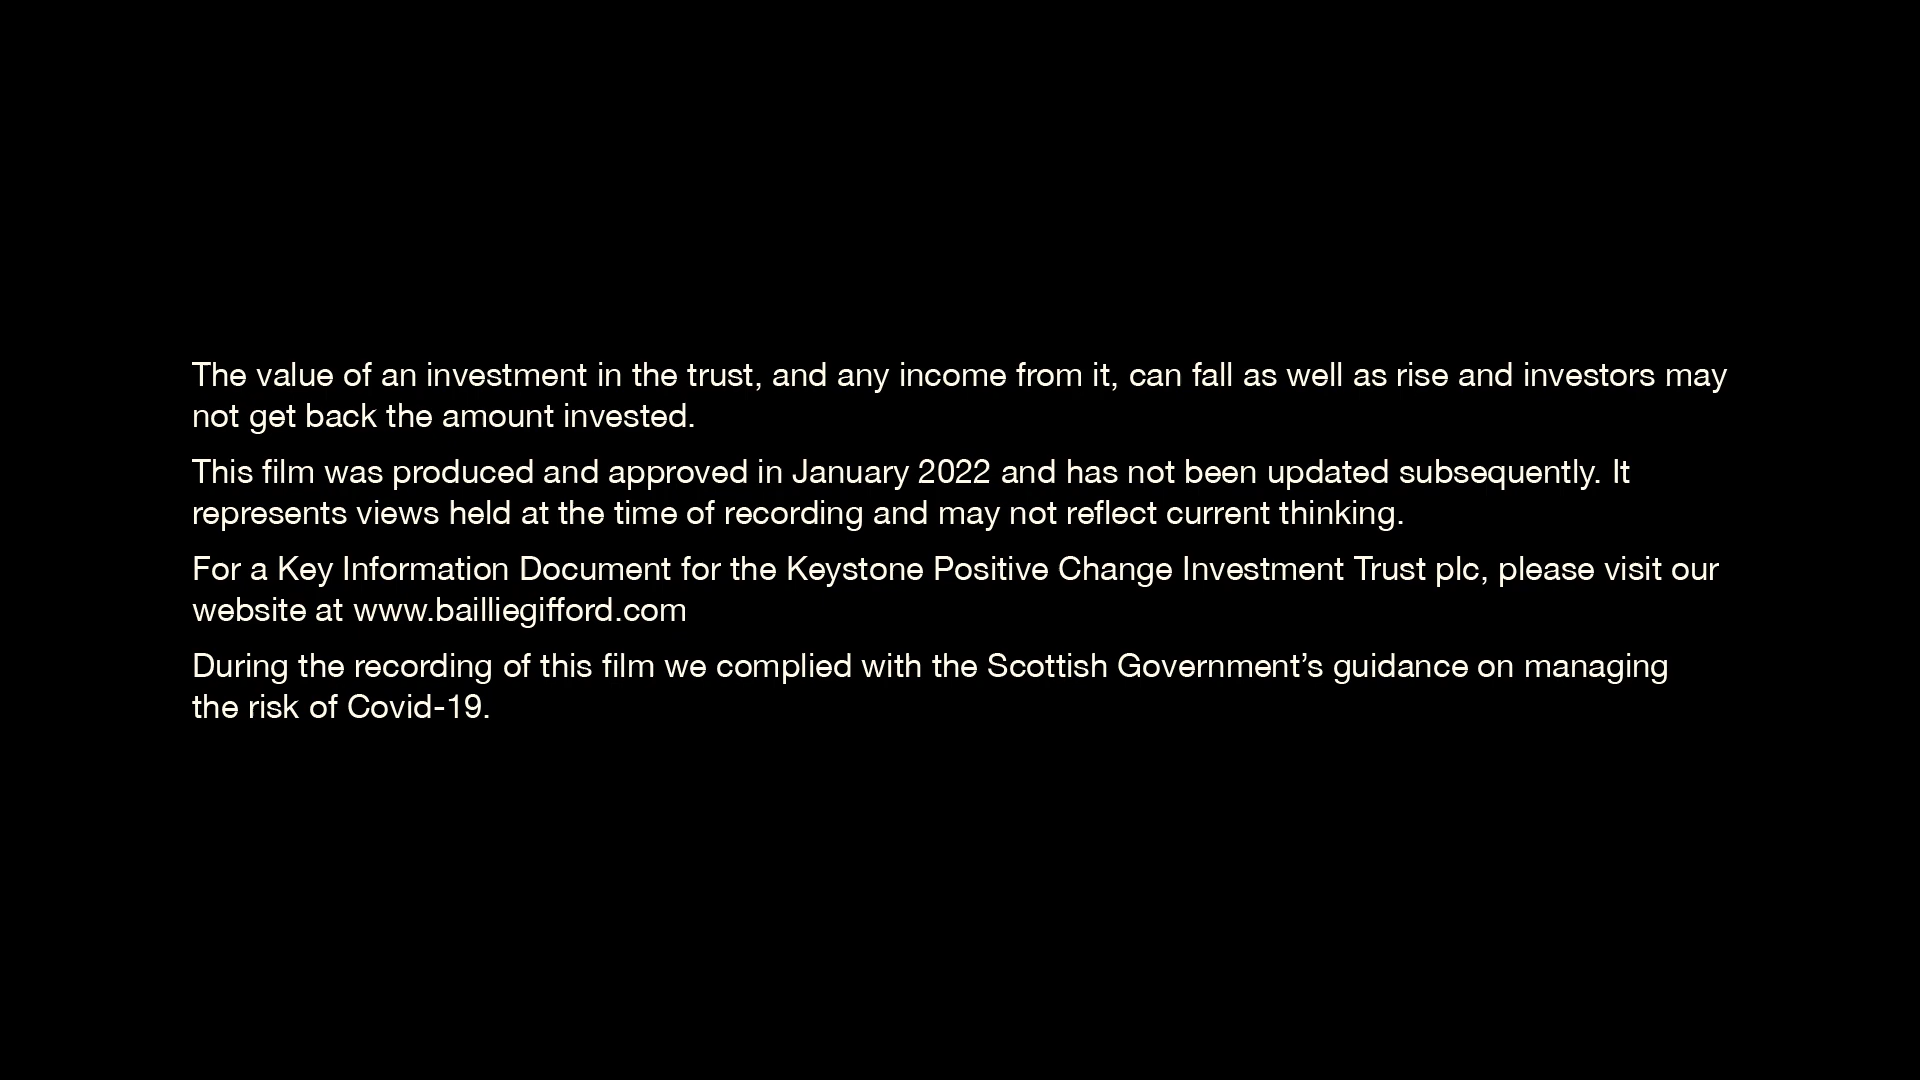 The value of an investment in the trust, and any income from it, can fall as well as rise and investors may
not get back the amount invested.
This film was produced and approved in January 2022 and has not been updated subsequently. It
represents views held at the time of recording and may not reflect current thinking.
For a Key Information Document for the Keystone Positive Change Investment Trust plc, please visit our
website at www.bailliegifford.com
During the recording of this film we complied with the Scottish Government’s guidance on managing
the risk of Covid-19.